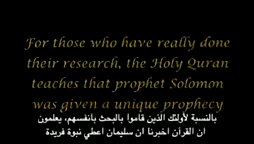 For those who have really done
their research, the Holy Quran
teaches that prophet Solomon
was given a unique prophecy
بالنسبة لأولئك الذين قاموا بالبحث بأنفسهم، يعلمون
ان القرآن اخبرنا ان سليمان اعطي نبوة فريدة